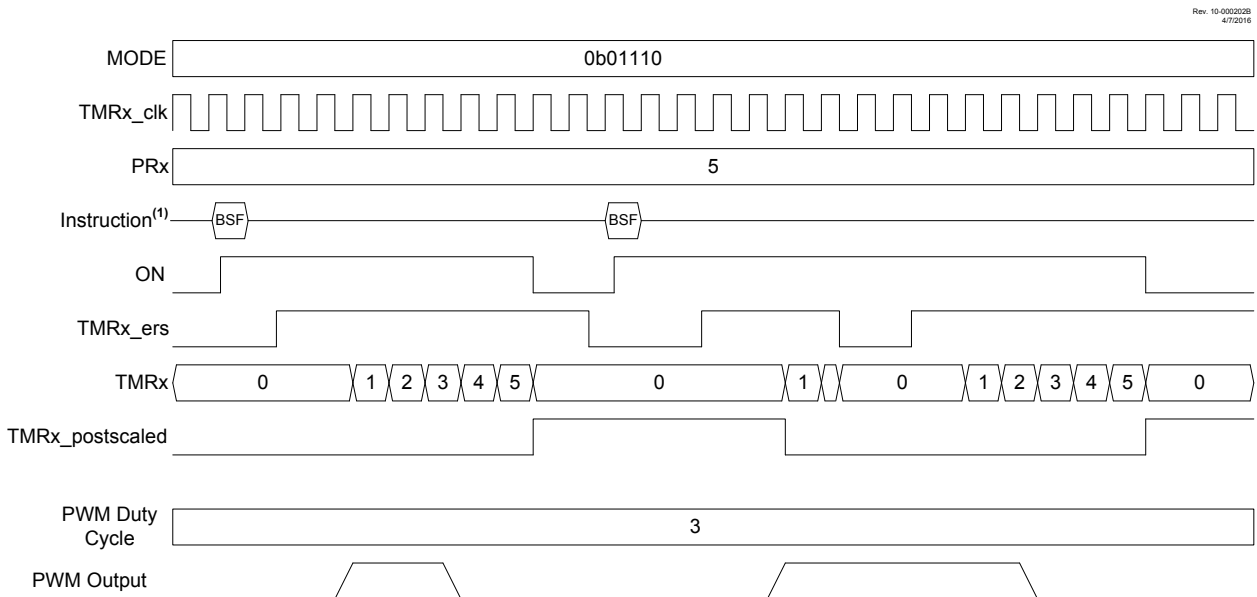 Rev. 10-000202B
4/7/2016
MODE 0b01110
TMRx_clk
PRx 5
Instruction(1) BSF BSF
ON
TMRx_ers
TMRx 0 1 2 3 4 5 0 1 0 1 2 3 4 5 0
TMRx_postscaled
PWM Duty
Cycle 3
PWM Output